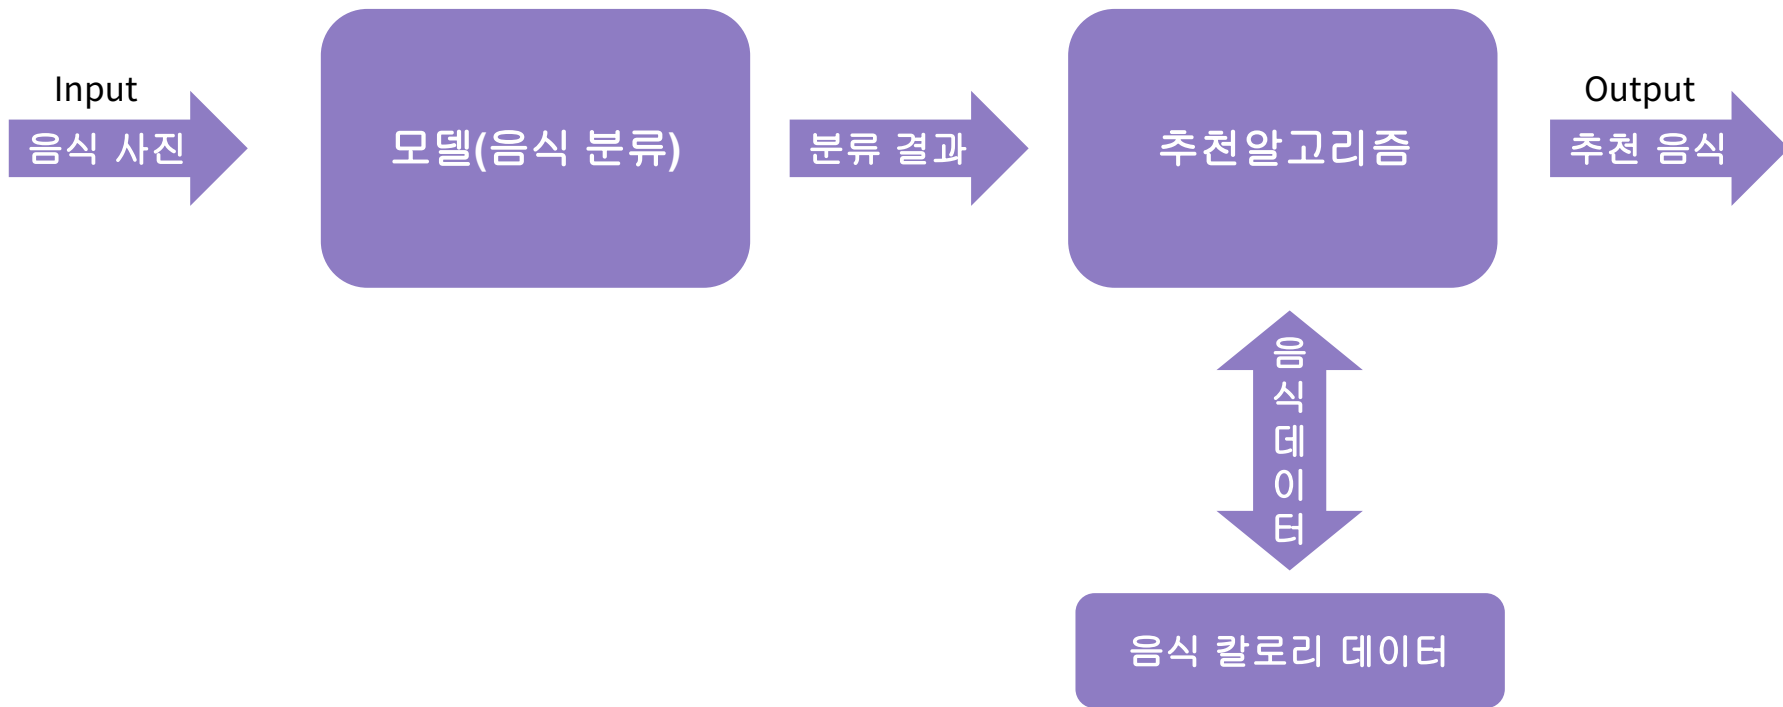 Input
음식 사진
모델(음식 분류)
분류 결과
추천알고리즘
Output
추천 음식
음
식
데
이
터
음식 칼로리 데이터